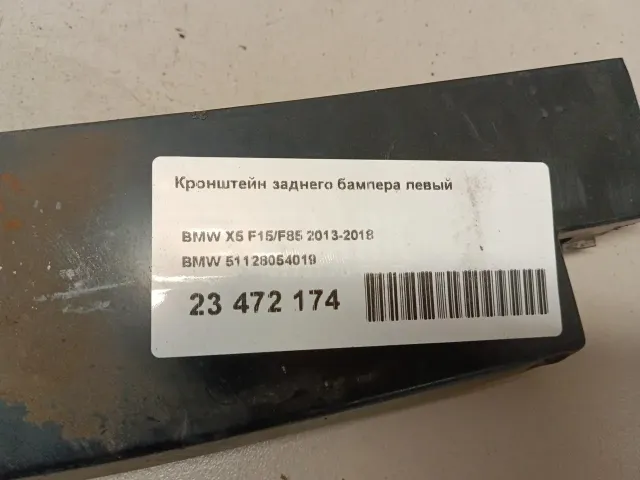 Кронштейн заднего бампера левый
BMW X5 F15/F85 2013-2018
BMW 51128054019
23 472 174